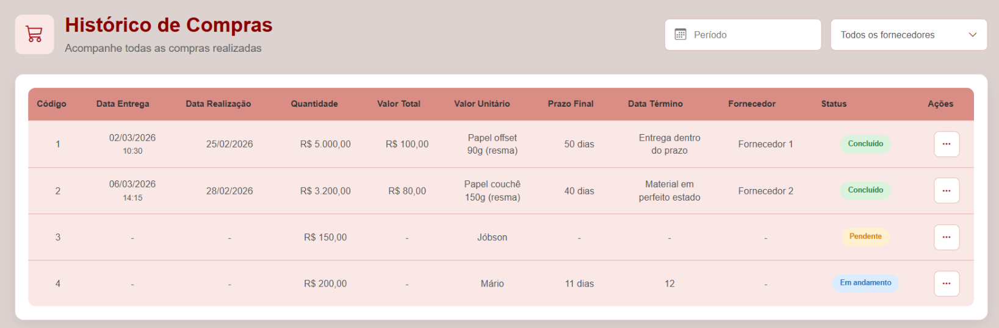 Histórico de Compras
Acompanhe todas as compras realizadas
Período
Todos os fornecedores
Código Data Entrega Data Realização Quantidade Valor Total Valor Unitário Prazo Final Data Término Fornecedor Status Ações
1 02/03/2026 10:30 25/02/2026 R$ 5.000,00 R$ 100,00 Papel offset 90g (resma) 50 dias Entrega dentro do prazo Fornecedor 1 Concluído ...
2 06/03/2026 14:15 28/02/2026 R$ 3.200,00 R$ 80,00 Papel couchê 150g (resma) 40 dias Material em perfeito estado Fornecedor 2 Concluído ...
3 - - R$ 150,00 - Jóbson - - - Pendente ...
4 - - R$ 200,00 - Mário 11 dias 12 - Em andamento ...